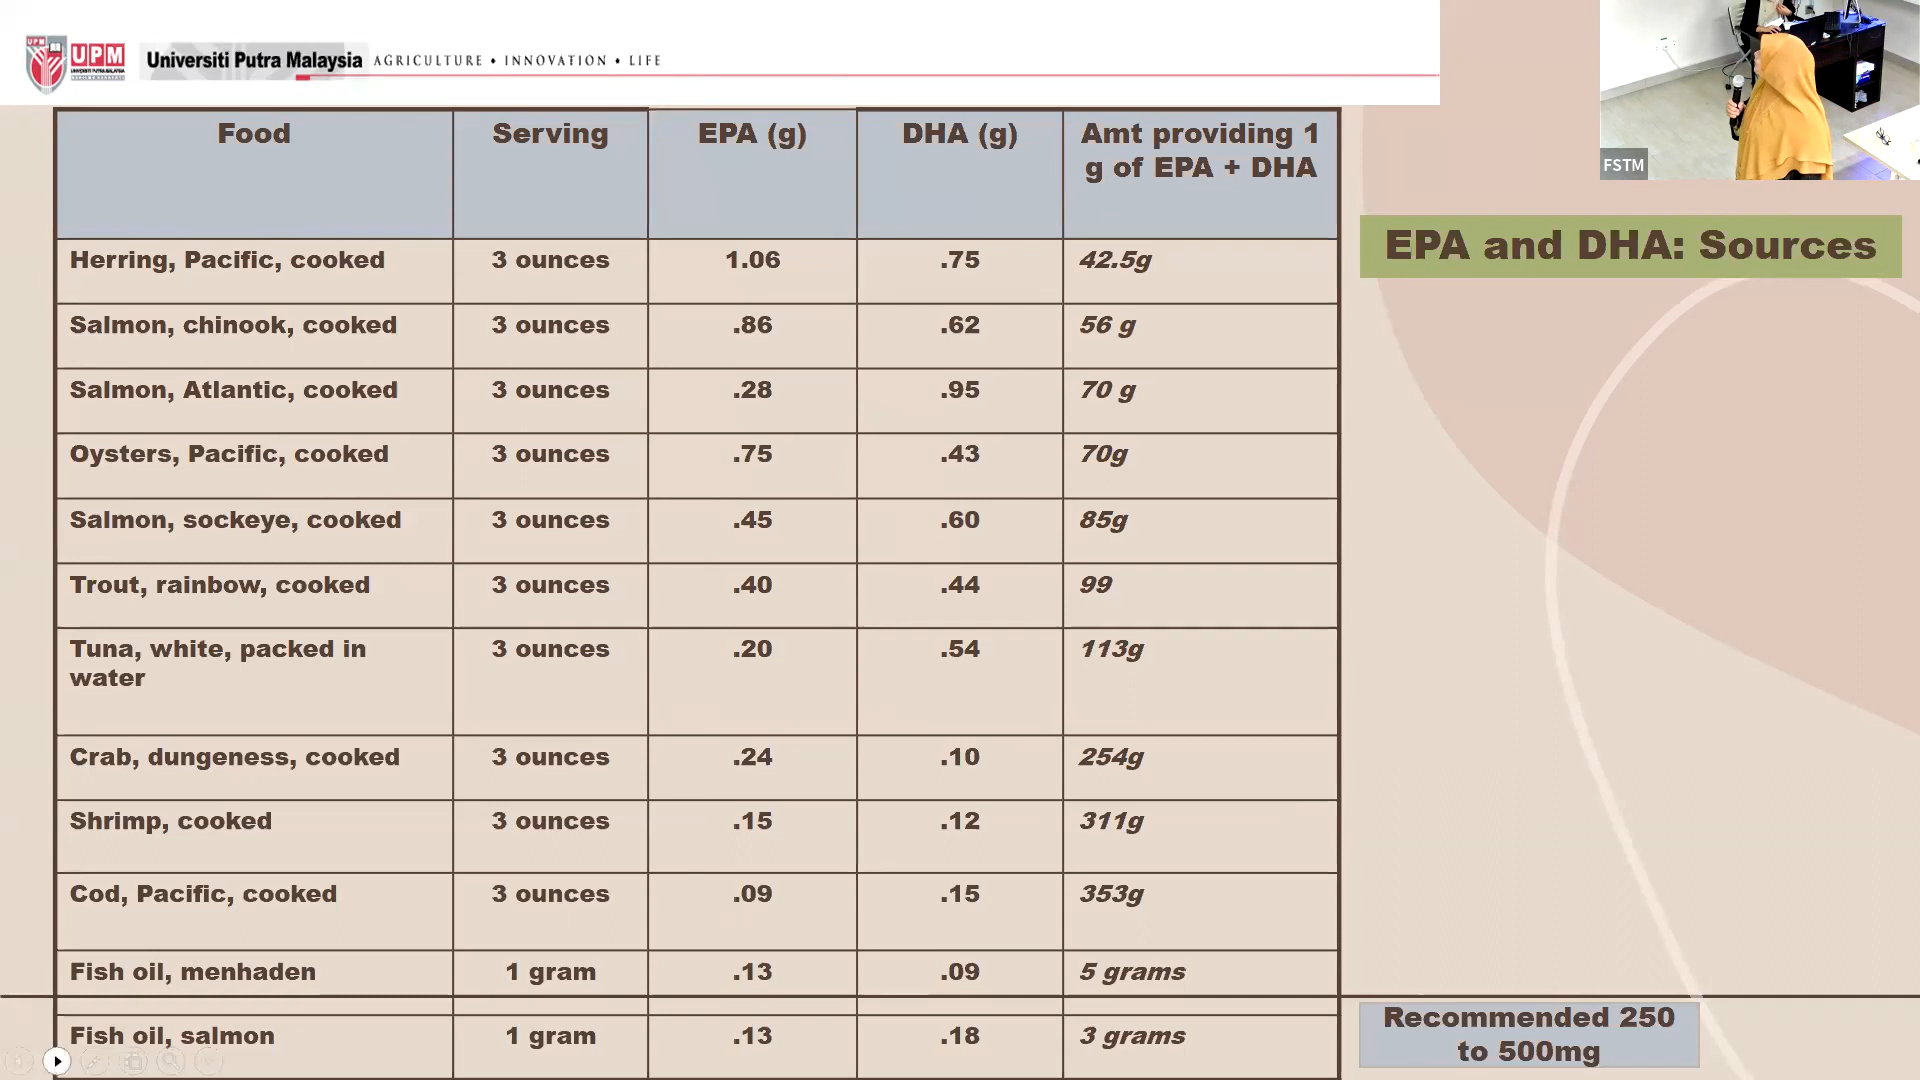 UPM
UPM
Universiti Putra Malaysia AGRICULTURE • INNOVATION • LIFE
FSTM
EPA and DHA: Sources
Food Serving EPA (g) DHA (g) Amt providing 1
g of EPA + DHA
Herring, Pacific, cooked 3 ounces 1.06 .75 42.5g
Salmon, chinook, cooked 3 ounces .86 .62 56 g
Salmon, Atlantic, cooked 3 ounces .28 .95 70 g
Oysters, Pacific, cooked 3 ounces .75 .43 70g
Salmon, sockeye, cooked 3 ounces .45 .60 85g
Trout, rainbow, cooked 3 ounces .40 .44 99
Tuna, white, packed in 3 ounces .20 .54 113g
water
Crab, dungeness, cooked 3 ounces .24 .10 254g
Shrimp, cooked 3 ounces .15 .12 311g
Cod, Pacific, cooked 3 ounces .09 .15 353g
Fish oil, menhaden 1 gram .13 .09 5 grams
Fish oil, salmon 1 gram .13 .18 3 grams
Recommended 250
to 500mg